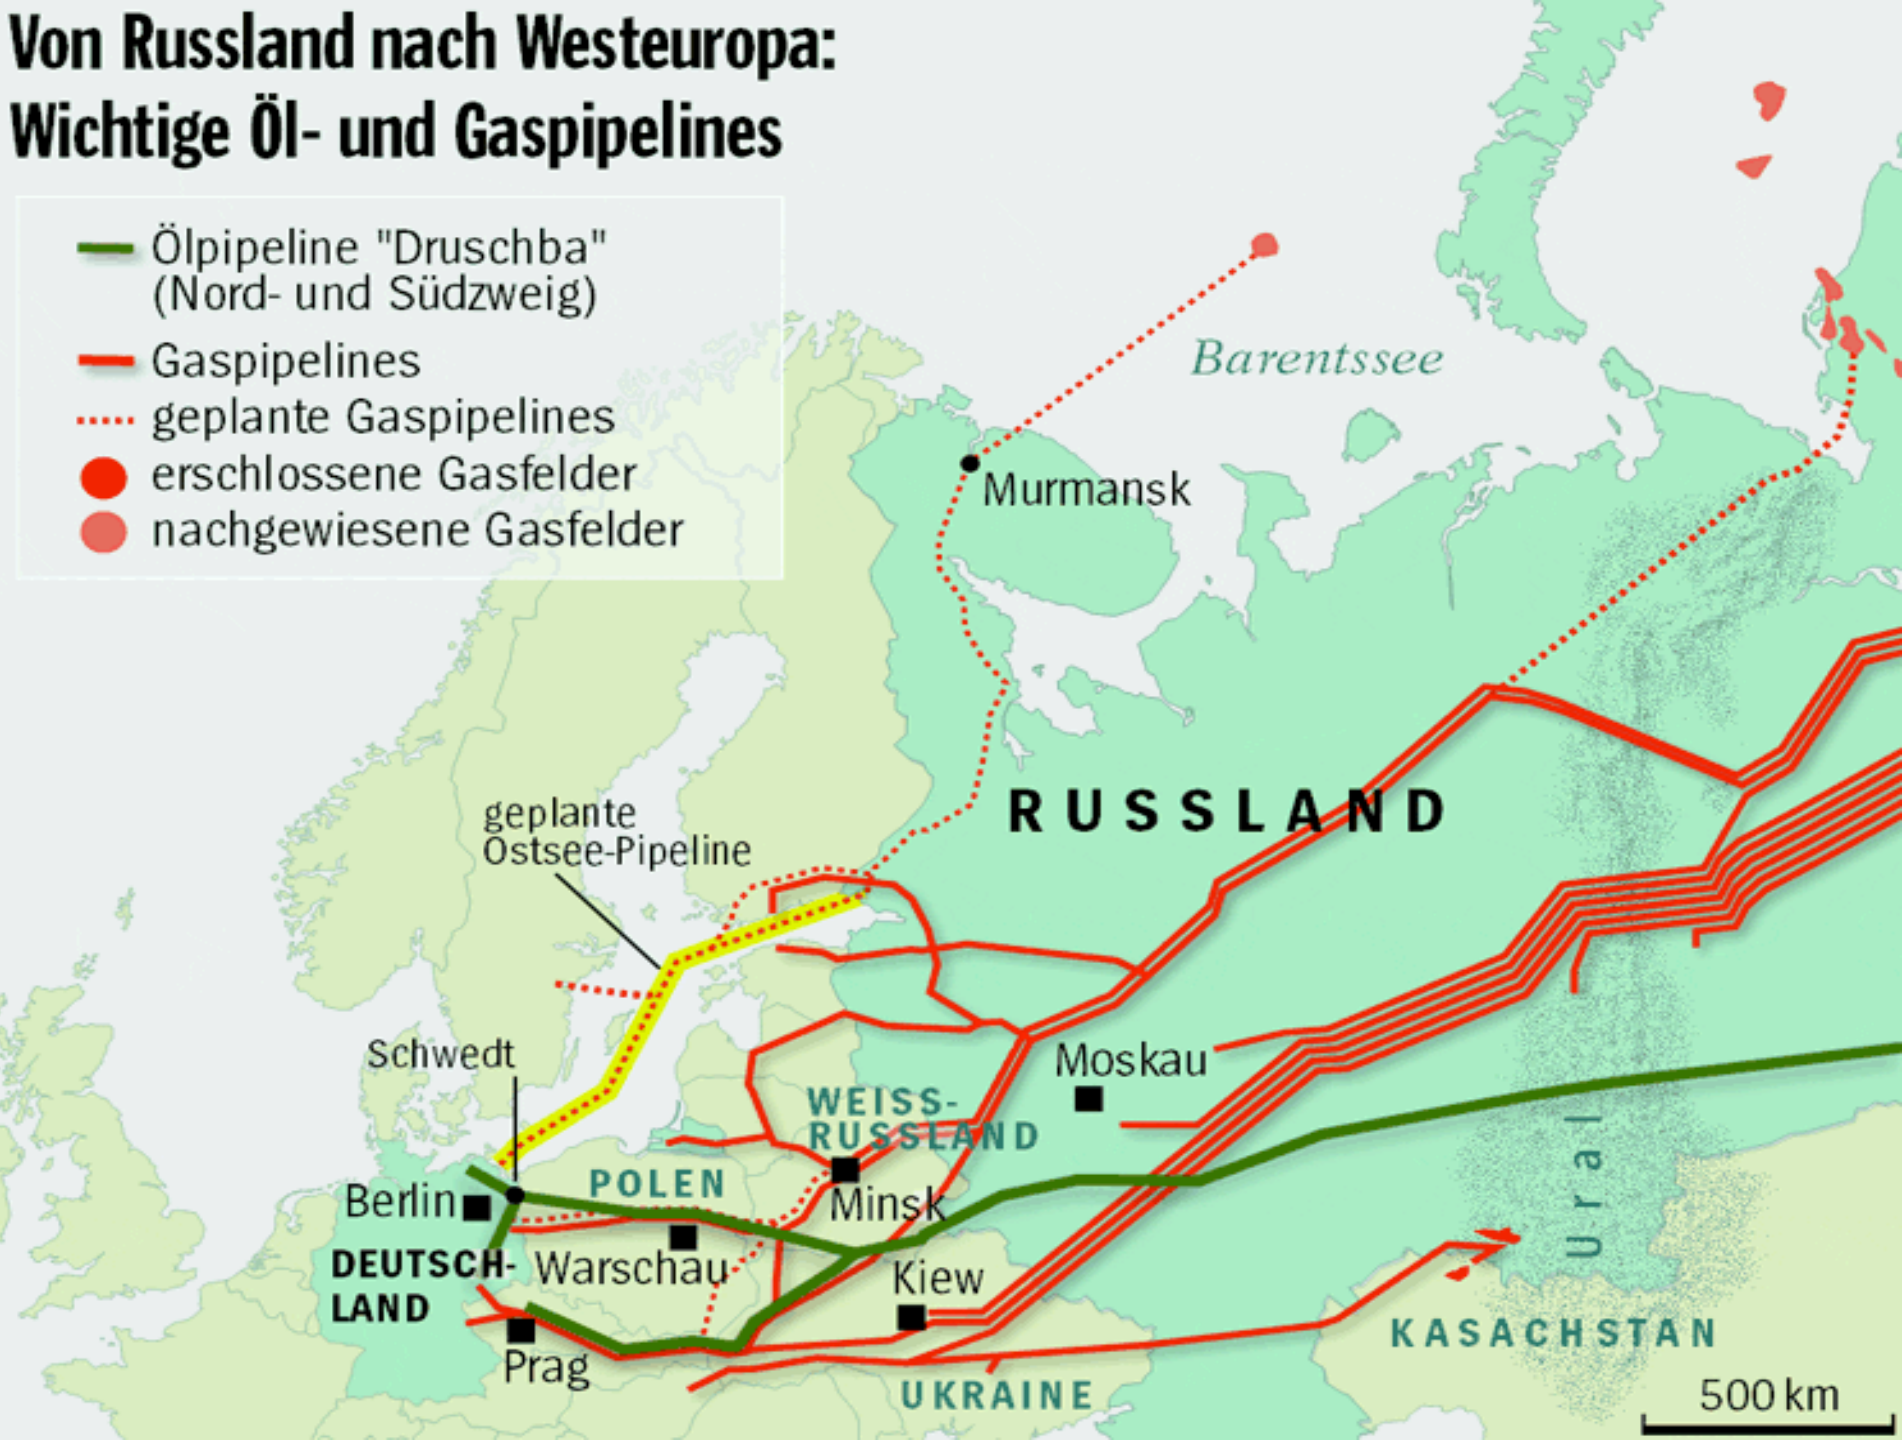 Von Russland nach Westeuropa:
Wichtige Öl- und Gaspipelines
Ölpipeline "Druschba"
(Nord- und Südzweig)
Gaspipelines
geplante Gaspipelines
erschlossene Gasfelder
nachgewiesene Gasfelder
Barentssee
Murmansk
RUSSLAND
geplante
Ostsee-Pipeline
Schwedt
Moskau
WEISS-
RUSSLAND
POLEN
Berlin
Minsk
DEUTSCH-
LAND
Warschau
Kiew
Ural
Prag
KASACHSTAN
UKRAINE
500 km